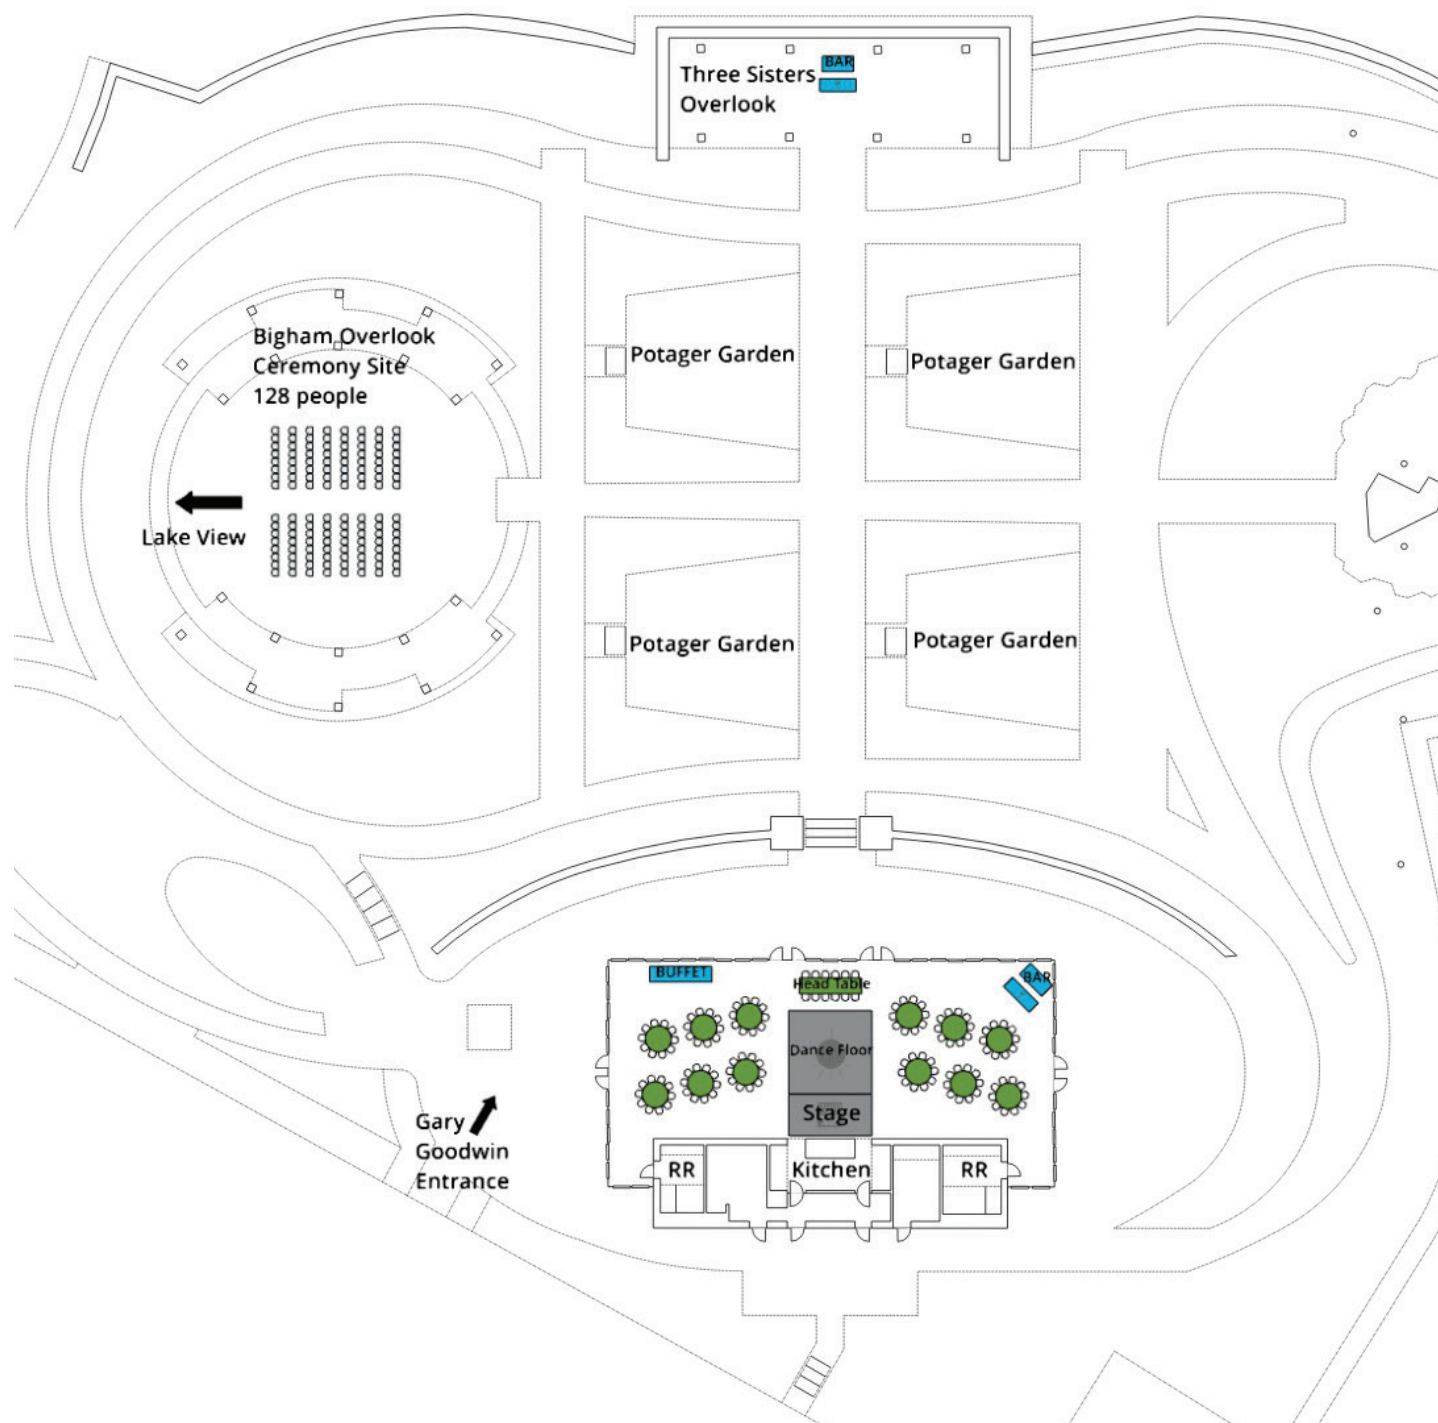 BAR
Three Sisters
Overlook
Bigham Overlook
Ceremony Site
128 people
Potager Garden
Potager Garden
Lake View
Potager Garden
Potager Garden
BUFFET
Head Table
BAR
Dance Floor
Stage
Gary
Goodwin
Entrance
RR
Kitchen
RR